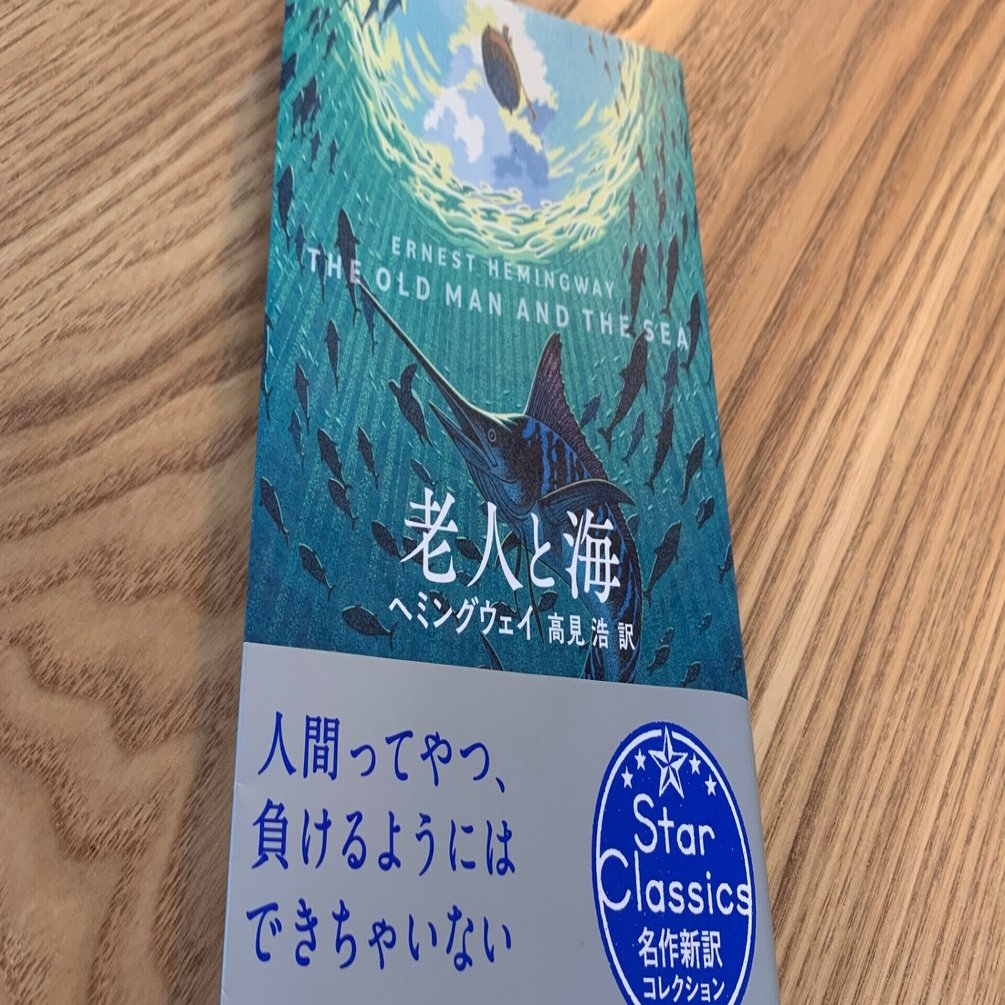 ERNEST HEMINGWAY
THE OLD MAN AND THE SEA
老人と海
ヘミングウェイ 高見 浩 訳
人間ってやつ、
負けるようには
できちゃいない
Star
Classics
名作新訳
コレクション